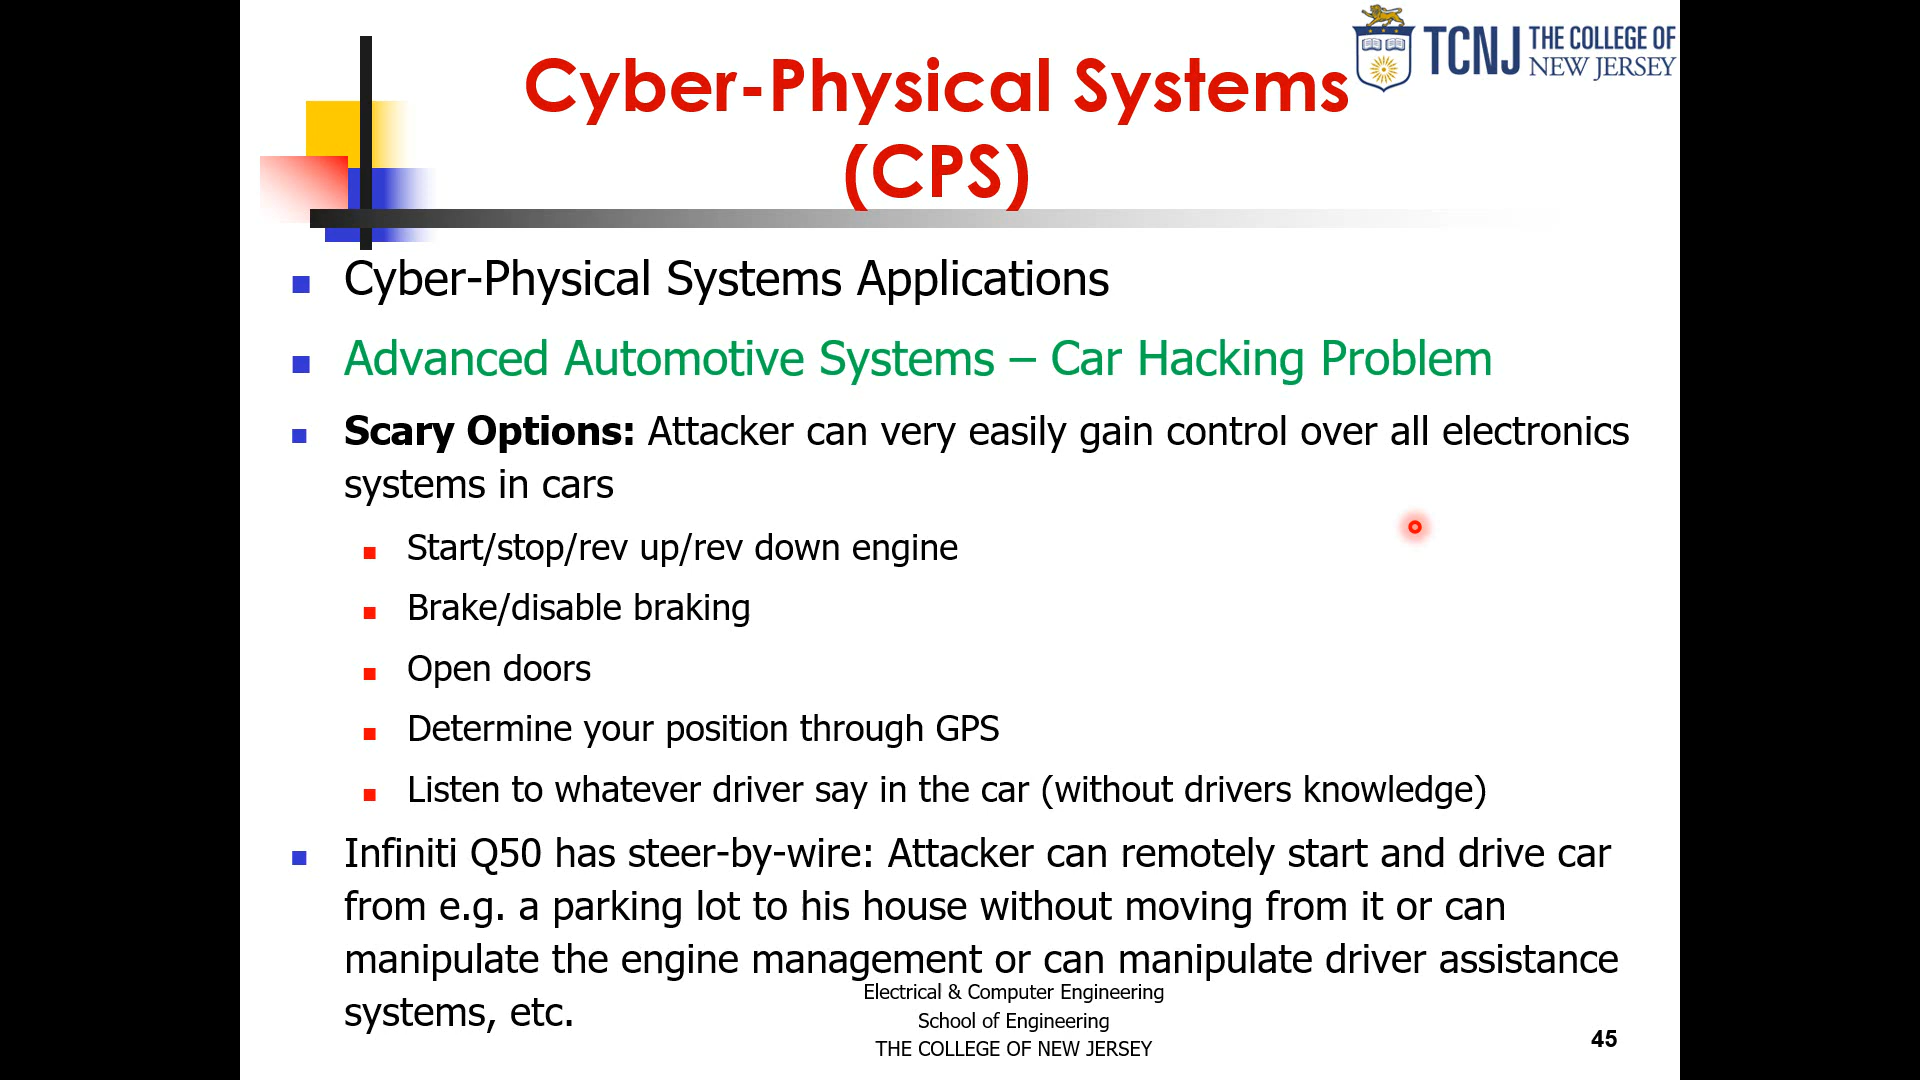 TCNJ THE COLLEGE OF
NEW JERSEY
Cyber-Physical Systems
(CPS)
Cyber-Physical Systems Applications
Advanced Automotive Systems – Car Hacking Problem
Scary Options: Attacker can very easily gain control over all electronics
systems in cars
Start/stop/rev up/rev down engine
Brake/disable braking
Open doors
Determine your position through GPS
Listen to whatever driver say in the car (without drivers knowledge)
Infiniti Q50 has steer-by-wire: Attacker can remotely start and drive car
from e.g. a parking lot to his house without moving from it or can
manipulate the engine management or can manipulate driver assistance
systems, etc.
Electrical & Computer Engineering
School of Engineering
THE COLLEGE OF NEW JERSEY
45